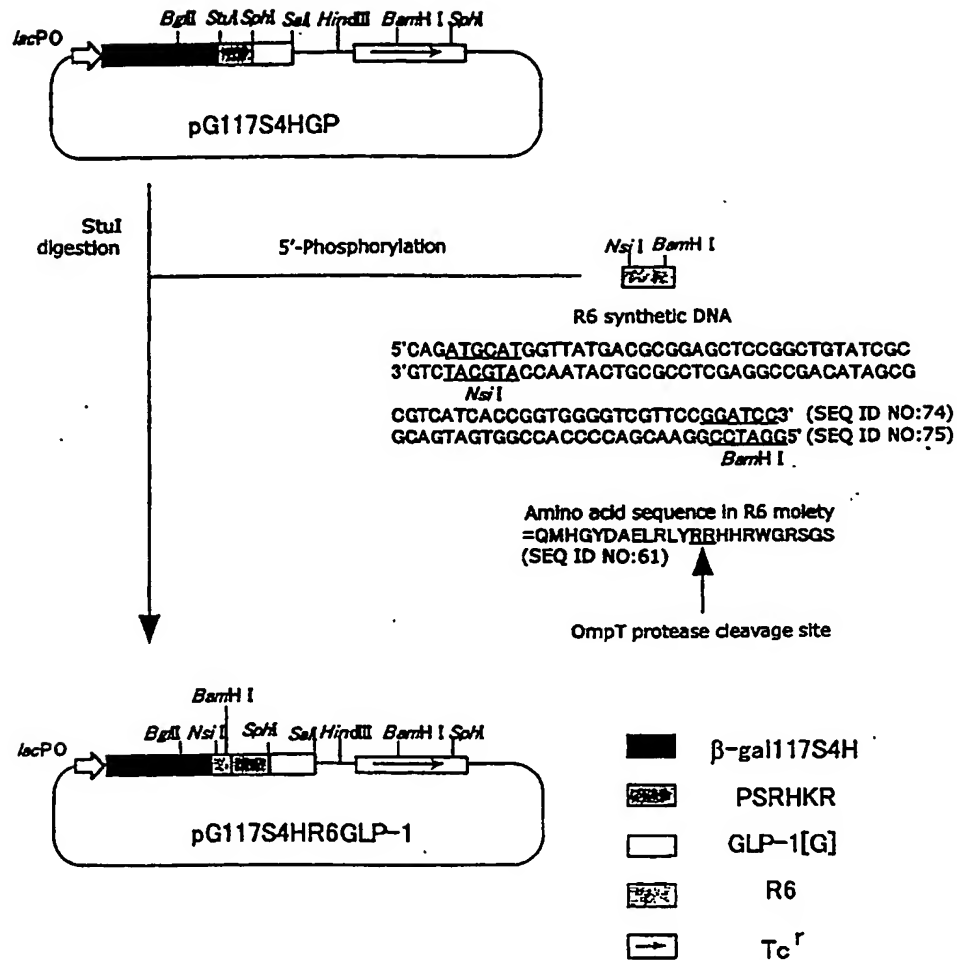 BglII StuI SphI SalI HindIII BamH I SphI
lacPO
pG117S4HGP
StuI
digestion
5'-Phosphorylation
Nsi I BamH I
R6 synthetic DNA
5'CAGATGCATGGTTATGACGCGGAGCTCCGGCTGTATCGC
3'GTCTACGTACCAATACTGCGCCTCGAGGCCGACATAGCG
Nsi I
CGTCATCACCGGTGGGGTCGTTCCGGATCC3' (SEQ ID NO:74)
GCAGTAGTGGCCACCCCAGCAAGGCCTAGG5' (SEQ ID NO:75)
BamH I
Amino acid sequence in R6 moiety
=QMHGYDAELRLYRRHHRWGRSGS
(SEQ ID NO:61)
OmpT protease cleavage site
BamH I
BglII Nsi I SphI SalI HindIII BamH I SphI
lacPO
pG117S4HR6GLP-1
β-gal117S4H
PSRHKR
GLP-1[G]
R6
Tc r